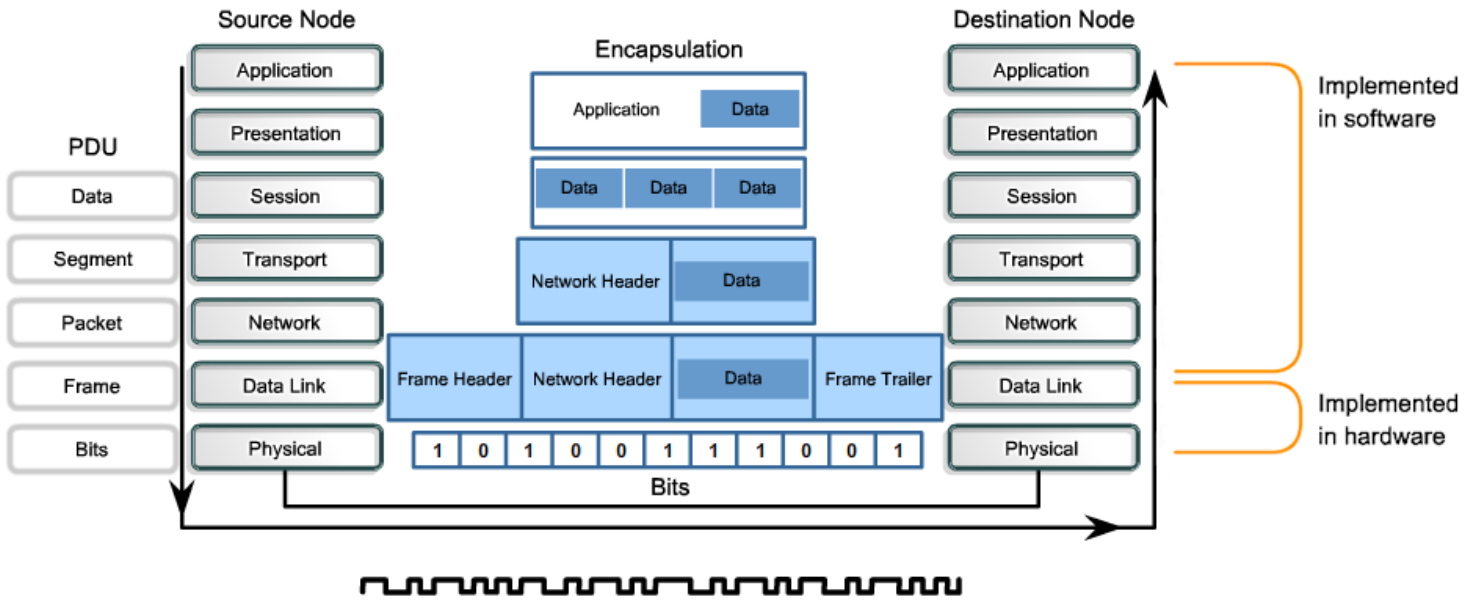 Source Node
Destination Node
Encapsulation
Application
Application Data
Application
Implemented
in software
Presentation
Presentation
PDU
Data
Session
Data Data Data
Session
Segment
Transport
Network Header Data
Transport
Packet
Network
Network
Frame
Data Link
Frame Header Network Header Data Frame Trailer
Data Link
Implemented
in hardware
Bits
Physical
1 0 1 0 0 1 1 1 0 0 1
Physical
Bits